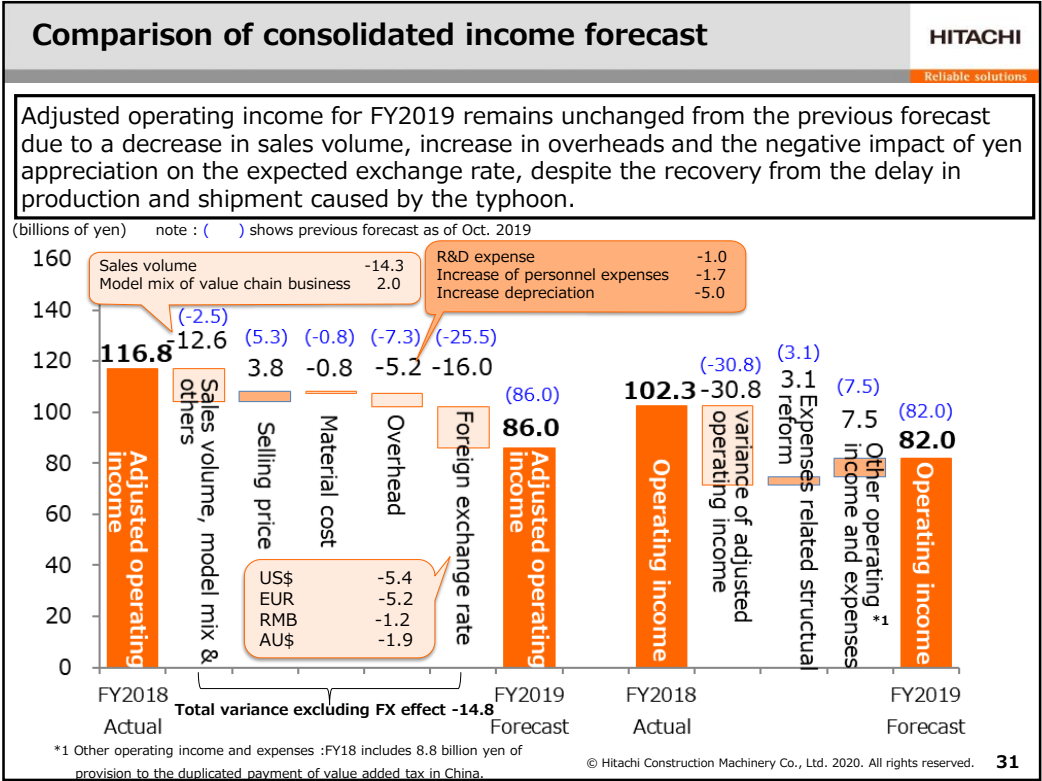 Comparison of consolidated income forecast
HITACHI
Reliable solutions
Adjusted operating income for FY2019 remains unchanged from the previous forecast
due to a decrease in sales volume, increase in overheads and the negative impact of yen
appreciation on the expected exchange rate, despite the recovery from the delay in
production and shipment caused by the typhoon.
(billions of yen) note : ( ) shows previous forecast as of Oct. 2019
160
140
120
100
80
60
40
20
0
Sales volume -14.3
Model mix of value chain business 2.0
R&D expense -1.0
Increase of personnel expenses -1.7
Increase depreciation -5.0
116.8
Adjusted operating
income
(-2.5)
-12.6
Sales volume, model mix &
others
(5.3)
3.8
Selling price
(-0.8)
-0.8
Material cost
(-7.3)
-5.2
Overhead
(-25.5)
-16.0
Foreign exchange rate
US$ -5.4
EUR -5.2
RMB -1.2
AU$ -1.9
(86.0)
86.0
Adjusted operating
income
102.3
Operating income
(-30.8)
-30.8
variance of adjusted
operating income
(3.1)
3.1
Expenses related structual
reform
(7.5)
7.5
Other operating *1
income and expenses
(82.0)
82.0
Operating income
FY2018
Actual
FY2019
Forecast
FY2018
Actual
FY2019
Forecast
Total variance excluding FX effect -14.8
*1 Other operating income and expenses :FY18 includes 8.8 billion yen of
provision to the duplicated payment of value added tax in China.
© Hitachi Construction Machinery Co., Ltd. 2020. All rights reserved. 31